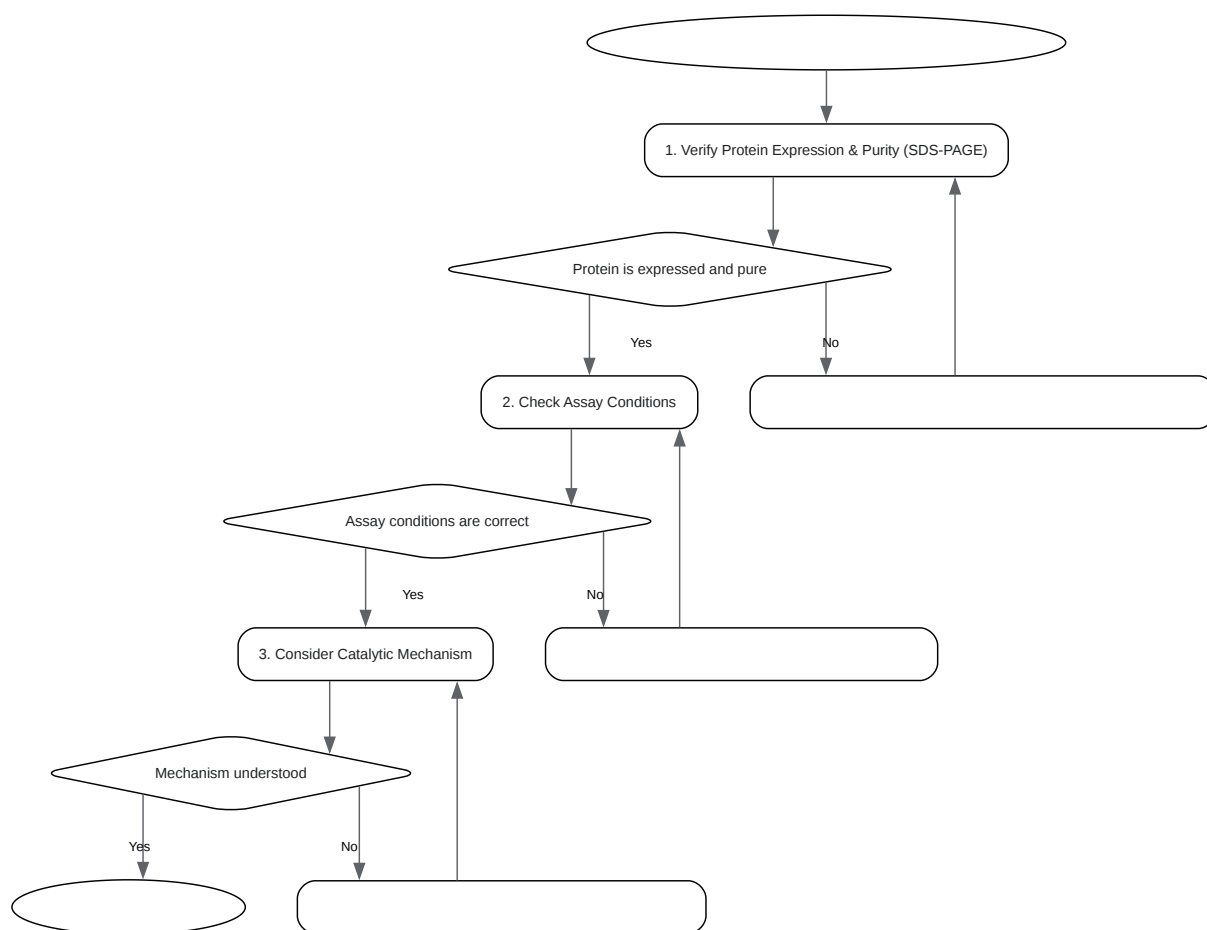 1. Verify Protein Expression & Purity (SDS-PAGE)
Protein is expressed and pure
Yes
No
2. Check Assay Conditions
Assay conditions are correct
Yes
No
3. Consider Catalytic Mechanism
Mechanism understood
Yes
No